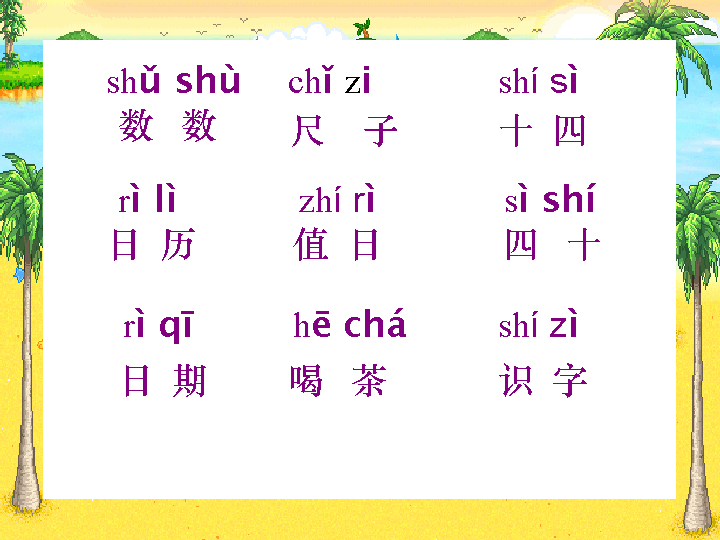 shǔ shù chǐ zi shí sì
数 数 尺 子 十 四
rì lì zhí rì sì shí
日 历 值 日 四 十
rì qī hē chá shí zì
日 期 喝 茶 识 字